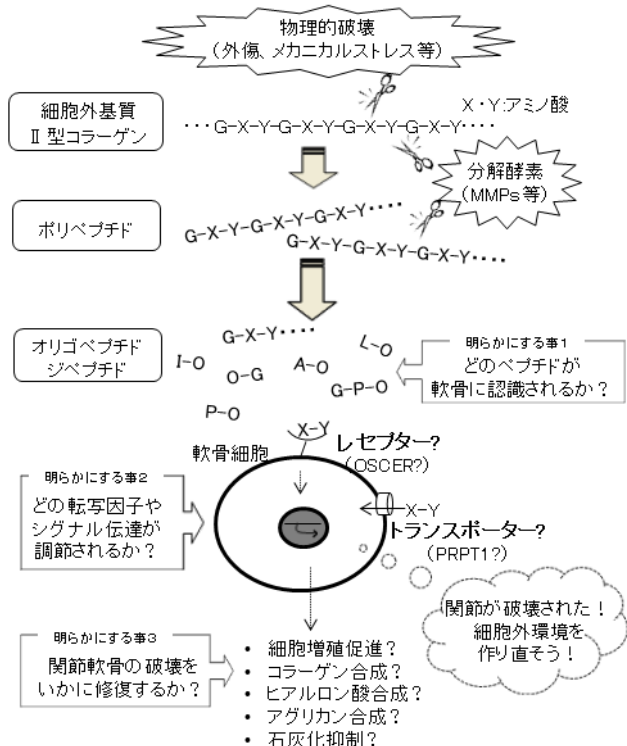 物理的破壊
(外傷、メカニカルストレス等)
細胞外基質
Ⅱ型コラーゲン
X・Y:アミノ酸
・・・G-X-Y-G-X-Y-G-X-Y-G-X-Y・・・・
分解酵素
(MMPs等)
ポリペプチド
G-X-Y-G-X-Y-G-X-Y・・・・
G-X-Y-G-X-Y-G-X-Y・・・・
オリゴペプチド
ジペプチド
G-X-Y・・・・
I-O
O-G
A-O
L-O
G-P-O
P-O
明らかにする事1
どのペプチドが
軟骨に認識されるか?
X-Y
軟骨細胞
レセプター?
(OSCER?)
明らかにする事2
どの転写因子や
シグナル伝達が
調節されるか?
X-Y
トランスポーター?
(PRPT1?)
関節が破壊された!
細胞外環境を
作り直そう!
明らかにする事3
関節軟骨の破壊を
いかに修復するか?
• 細胞増殖促進?
• コラーゲン合成?
• ヒアルロン酸合成?
• アグリカン合成?
• 石灰化抑制?